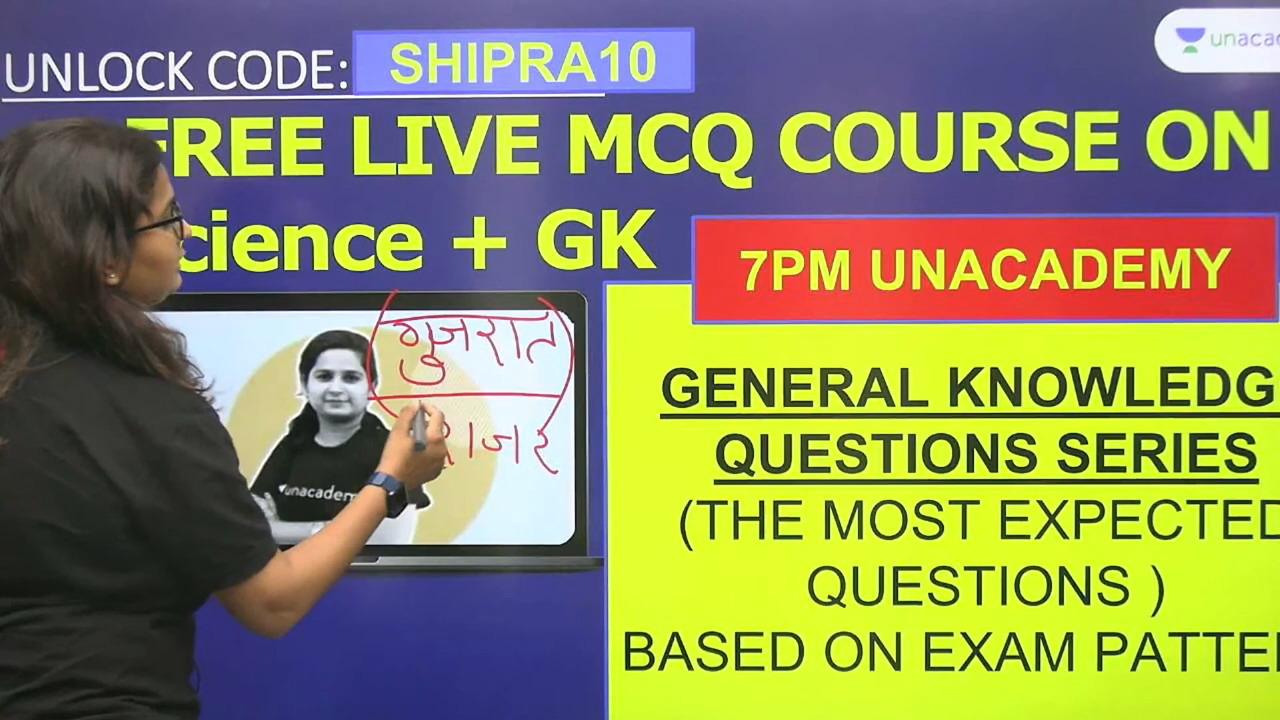 UNLOCK CODE: SHIPRA10
unaca
FREE LIVE MCQ COURSE ON
cience + GK
7PM UNACADEMY
गुजरात
unacadem
GENERAL KNOWLEDG
QUESTIONS SERIES
(THE MOST EXPECTED
QUESTIONS )
BASED ON EXAM PATTE